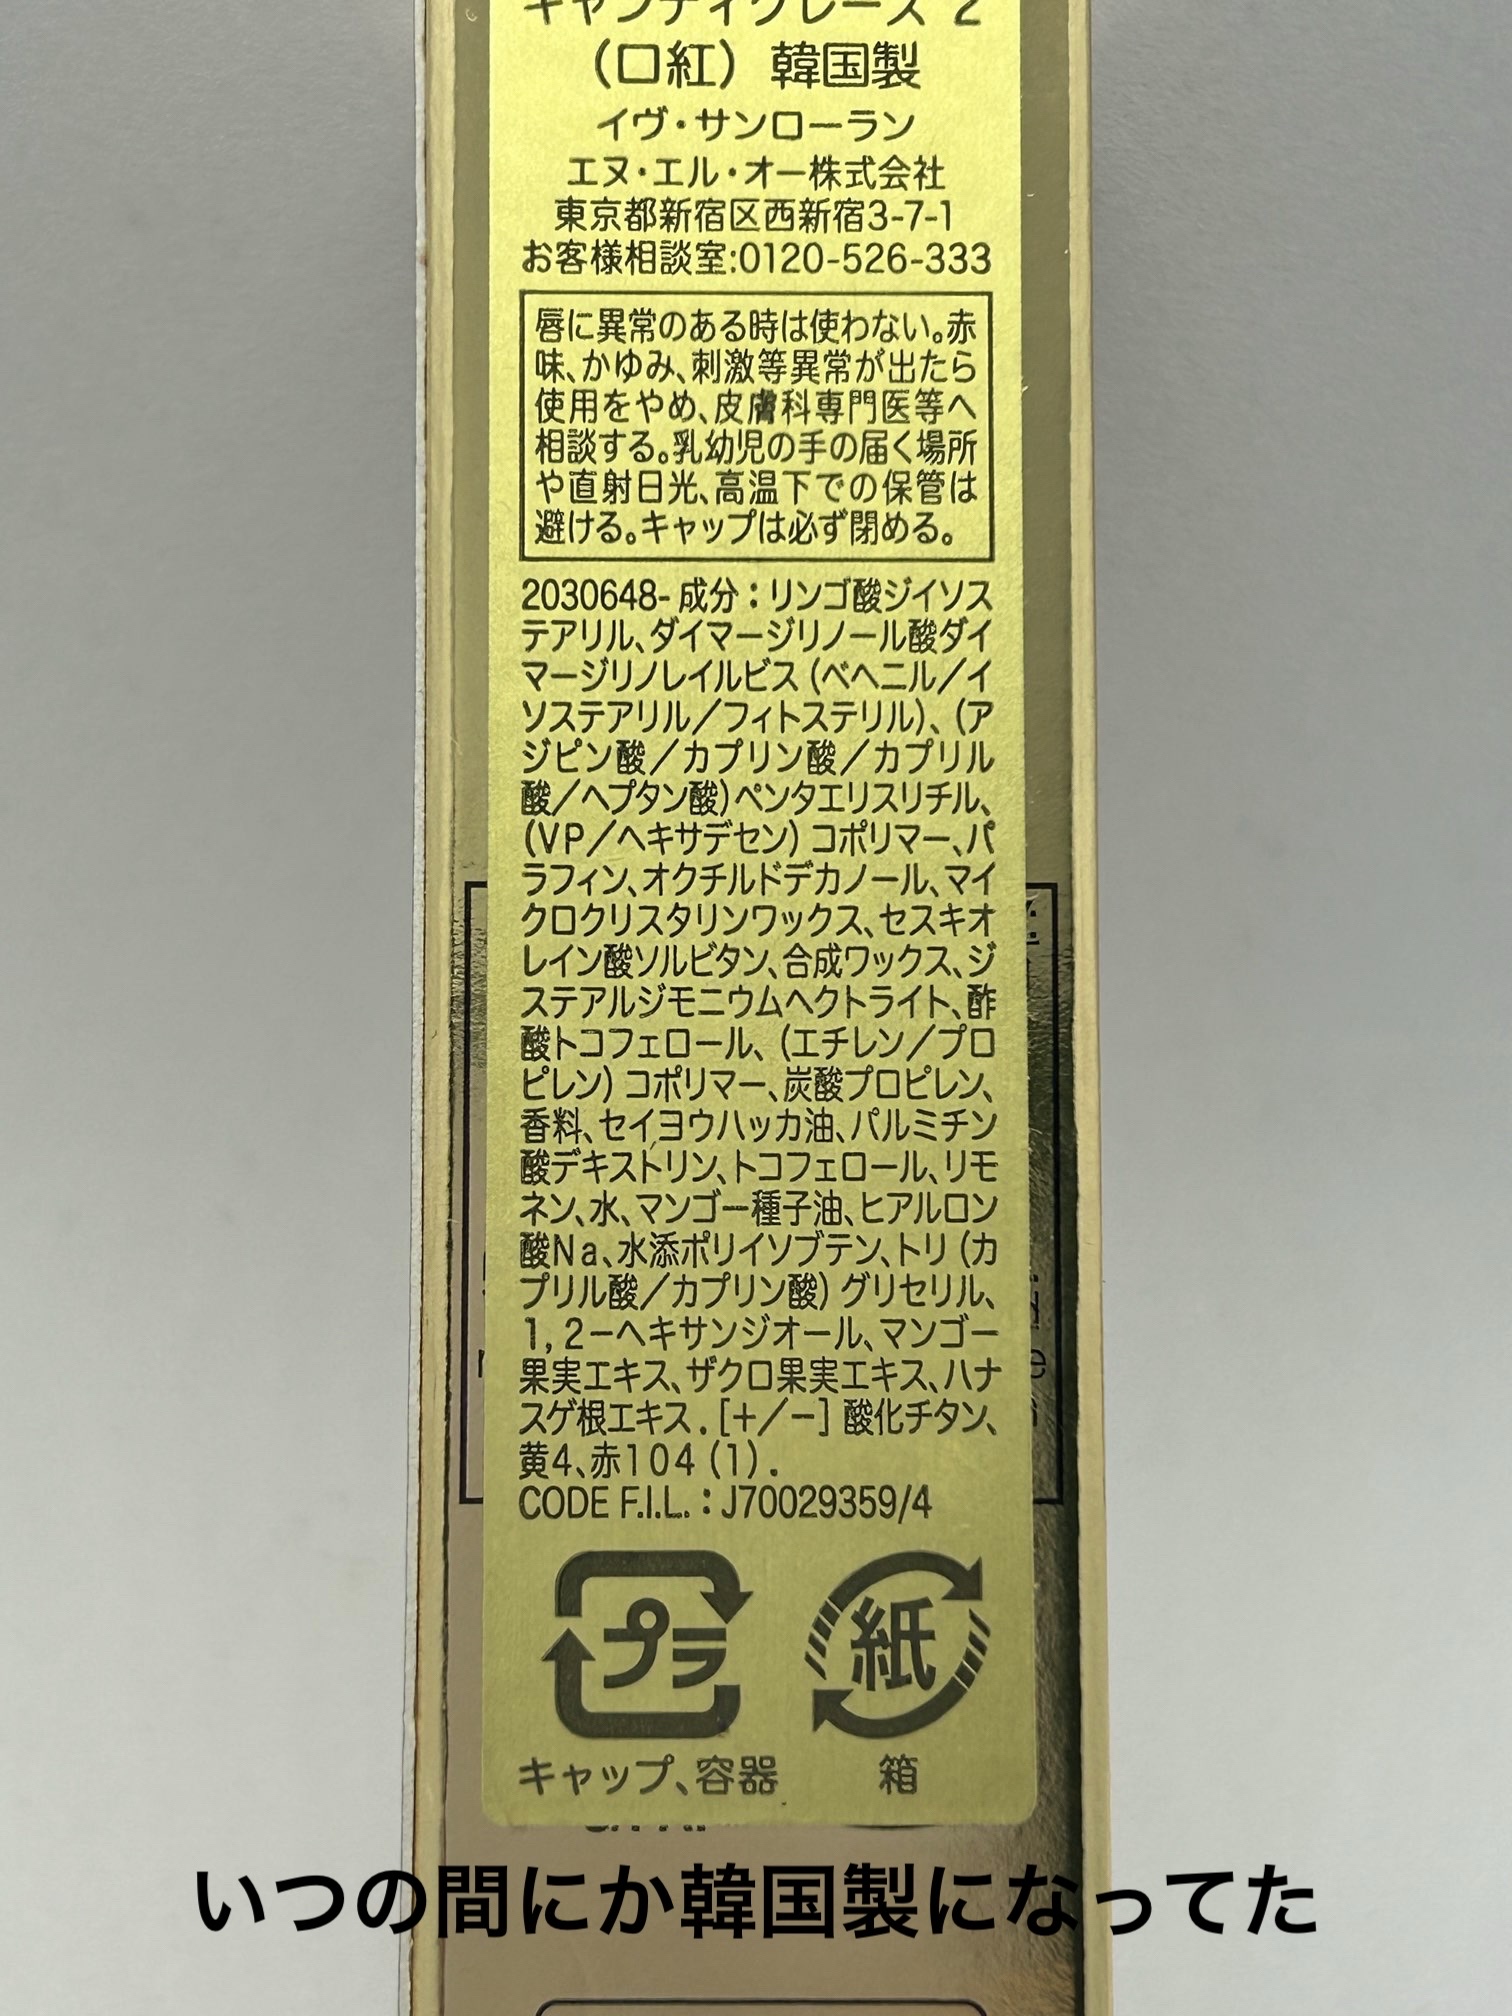 キャンディグレーズ 2
（口紅）韓国製
イヴ・サンローラン
エヌ・エル・オー株式会社
東京都新宿区西新宿3-7-1
お客様相談室:0120-526-333
唇に異常のある時は使わない。赤
味、かゆみ、刺激等異常が出たら
使用をやめ、皮膚科専門医等へ
相談する。乳幼児の手の届く場所
や直射日光、高温下での保管は
避ける。キャップは必ず閉める。
2030648- 成分：リンゴ酸ジイソス
テアリル、ダイマージリノール酸ダイ
マージリノレイルビス（ベヘニル／イ
ソステアリル／フィトステリル）、（ア
ジピン酸／カプリン酸／カプリル
酸／ヘプタン酸）ペンタエリスリチル、
（VP／ヘキサデセン）コポリマー、パ
ラフィン、オクチルドデカノール、マイ
クロクリスタリンワックス、セスキオ
レイン酸ソルビタン、合成ワックス、ジ
ステアルジモニウムヘクトライト、酢
酸トコフェロール、（エチレン／プロ
ピレン）コポリマー、炭酸プロピレン、
香料、セイヨウハッカ油、パルミチン
酸デキストリン、トコフェロール、リモ
ネン、水、マンゴー種子油、ヒアルロン
酸Na、水添ポリイソブテン、トリ（カ
プリル酸／カプリン酸）グリセリル、
1,2－ヘキサンジオール、マンゴー
果実エキス、ザクロ果実エキス、ハナ
スゲ根エキス．[＋／－] 酸化チタン、
黄4、赤104（1）．
CODE F.I.L.：J70029359/4
プラ 紙
キャップ、容器 箱
いつの間にか韓国製になってた